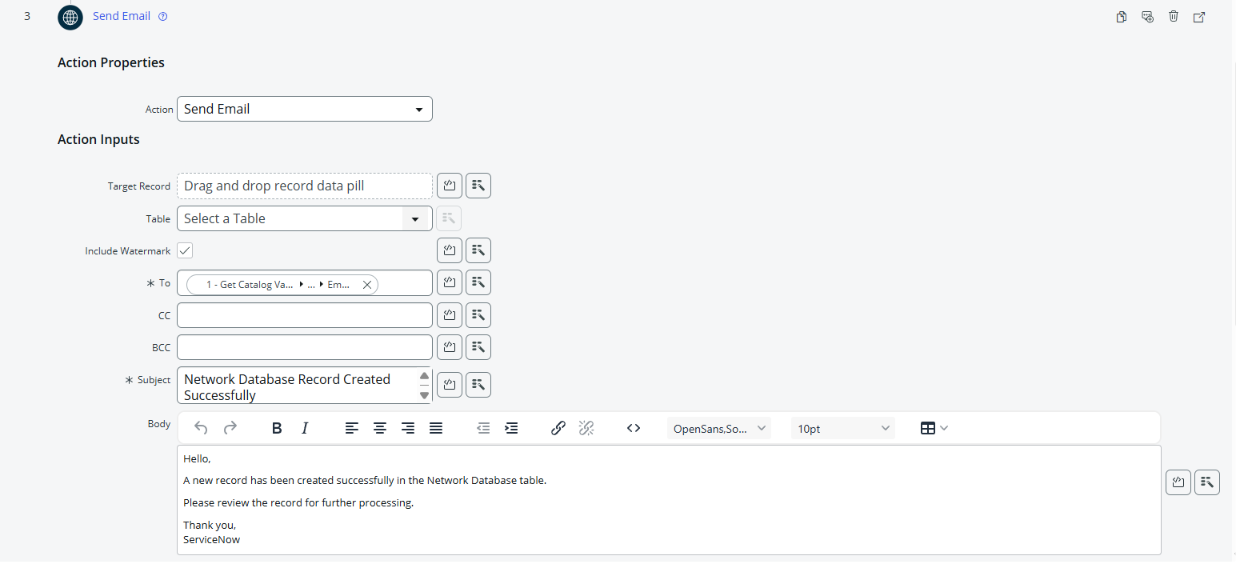 3 Send Email
Action Properties
Action Send Email
Action Inputs
Target Record Drag and drop record data pill
Table Select a Table
Include Watermark
* To 1 - Get Catalog Va... ▸ ... ▸ Em...
CC
BCC
* Subject Network Database Record Created
Successfully
Body
B I OpenSans,So... 10pt
Hello,
A new record has been created successfully in the Network Database table.
Please review the record for further processing.
Thank you,
ServiceNow